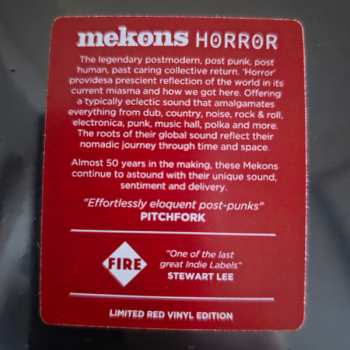 mekons HORROR
The legendary postmodern, post punk, post
human, past caring collective return. 'Horror'
providesa prescient reflection of the world in its
current miasma and how we got here. Offering
a typically eclectic sound that amalgamates
everything from dub, country, noise, rock & roll,
electronica, punk, music hall, polka and more.
The roots of their global sound reflect their
nomadic journey through time and space.
Almost 50 years in the making, these Mekons
continue to astound with their unique sound,
sentiment and delivery.
"Effortlessly eloquent post-punks"
PITCHFORK
FIRE
"One of the last
great Indie Labels"
STEWART LEE
LIMITED RED VINYL EDITION